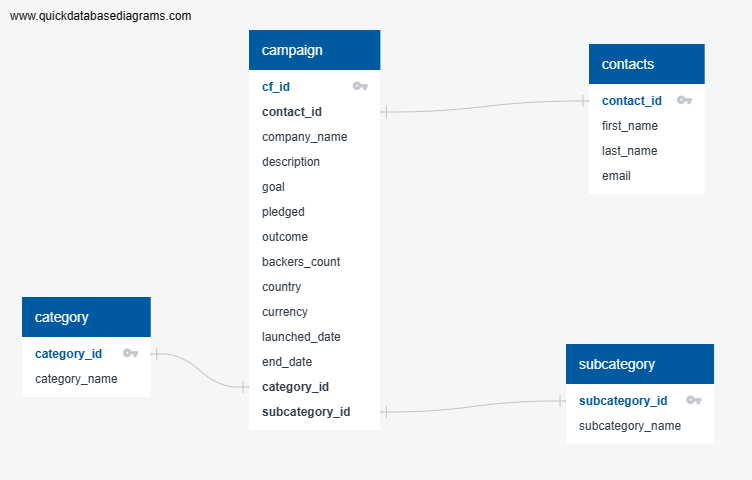 www.quickdatabasediagrams.com
campaign
cf_id
contact_id
company_name
description
goal
pledged
outcome
backers_count
country
currency
launched_date
end_date
category_id
subcategory_id
contacts
contact_id
first_name
last_name
email
category
category_id
category_name
subcategory
subcategory_id
subcategory_name